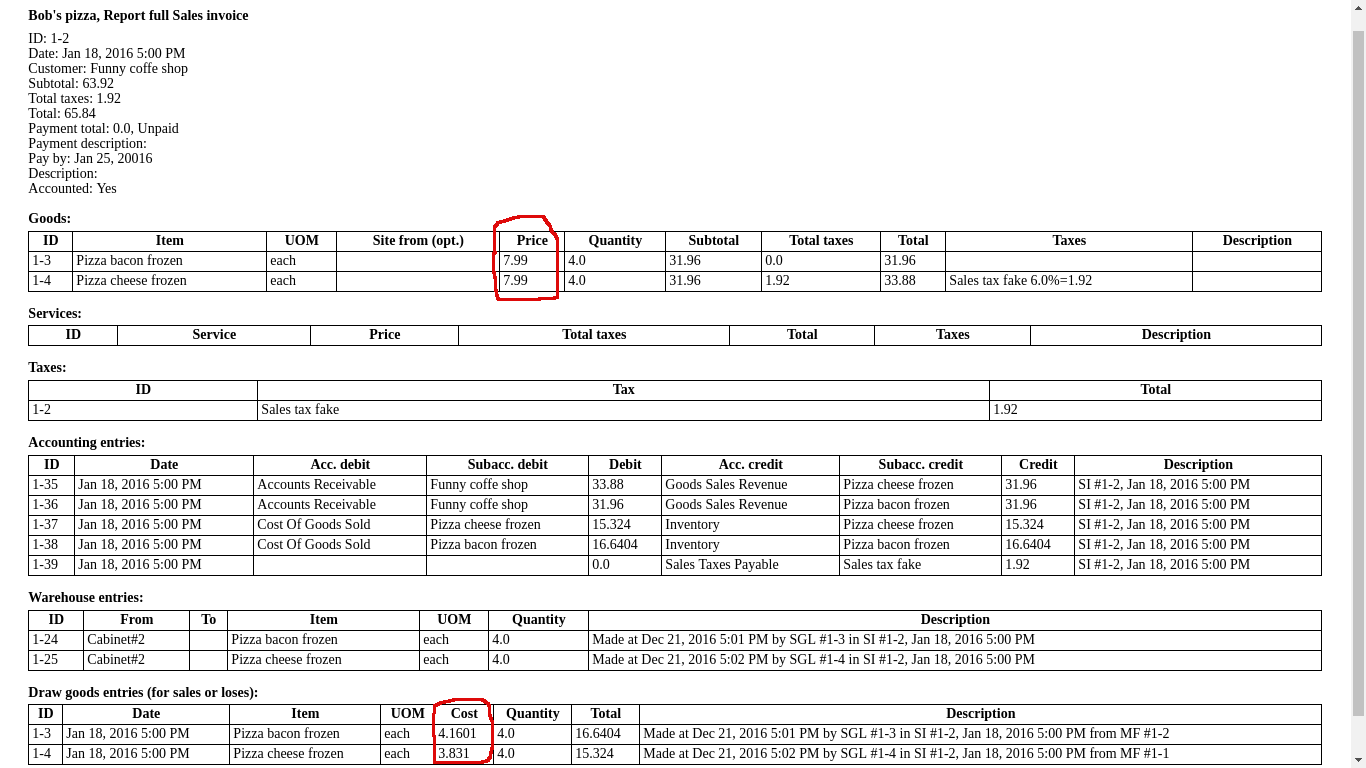 Bob's pizza, Report full Sales invoice
ID: 1-2
Date: Jan 18, 2016 5:00 PM
Customer: Funny coffe shop
Subtotal: 63.92
Total taxes: 1.92
Total: 65.84
Payment total: 0.0, Unpaid
Payment description:
Pay by: Jan 25, 20016
Description:
Accounted: Yes
Goods:
ID Item UOM Site from (opt.) Price Quantity Subtotal Total taxes Total Taxes Description
1-3 Pizza bacon frozen each 7.99 4.0 31.96 0.0 31.96
1-4 Pizza cheese frozen each 7.99 4.0 31.96 1.92 33.88 Sales tax fake 6.0%=1.92
Services:
ID Service Price Total taxes Total Taxes Description
Taxes:
ID Tax Total
1-2 Sales tax fake 1.92
Accounting entries:
ID Date Acc. debit Subacc. debit Debit Acc. credit Subacc. credit Credit Description
1-35 Jan 18, 2016 5:00 PM Accounts Receivable Funny coffe shop 33.88 Goods Sales Revenue Pizza cheese frozen 31.96 SI #1-2, Jan 18, 2016 5:00 PM
1-36 Jan 18, 2016 5:00 PM Accounts Receivable Funny coffe shop 31.96 Goods Sales Revenue Pizza bacon frozen 31.96 SI #1-2, Jan 18, 2016 5:00 PM
1-37 Jan 18, 2016 5:00 PM Cost Of Goods Sold Pizza cheese frozen 15.324 Inventory Pizza cheese frozen 15.324 SI #1-2, Jan 18, 2016 5:00 PM
1-38 Jan 18, 2016 5:00 PM Cost Of Goods Sold Pizza bacon frozen 16.6404 Inventory Pizza bacon frozen 16.6404 SI #1-2, Jan 18, 2016 5:00 PM
1-39 Jan 18, 2016 5:00 PM 0.0 Sales Taxes Payable Sales tax fake 1.92 SI #1-2, Jan 18, 2016 5:00 PM
Warehouse entries:
ID From To Item UOM Quantity Description
1-24 Cabinet#2 Pizza bacon frozen each 4.0 Made at Dec 21, 2016 5:01 PM by SGL #1-3 in SI #1-2, Jan 18, 2016 5:00 PM
1-25 Cabinet#2 Pizza cheese frozen each 4.0 Made at Dec 21, 2016 5:02 PM by SGL #1-4 in SI #1-2, Jan 18, 2016 5:00 PM
Draw goods entries (for sales or loses):
ID Date Item UOM Cost Quantity Total Description
1-3 Jan 18, 2016 5:00 PM Pizza bacon frozen each 4.1601 4.0 16.6404 Made at Dec 21, 2016 5:01 PM by SGL #1-3 in SI #1-2, Jan 18, 2016 5:00 PM from MF #1-2
1-4 Jan 18, 2016 5:00 PM Pizza cheese frozen each 3.831 4.0 15.324 Made at Dec 21, 2016 5:02 PM by SGL #1-4 in SI #1-2, Jan 18, 2016 5:00 PM from MF #1-1